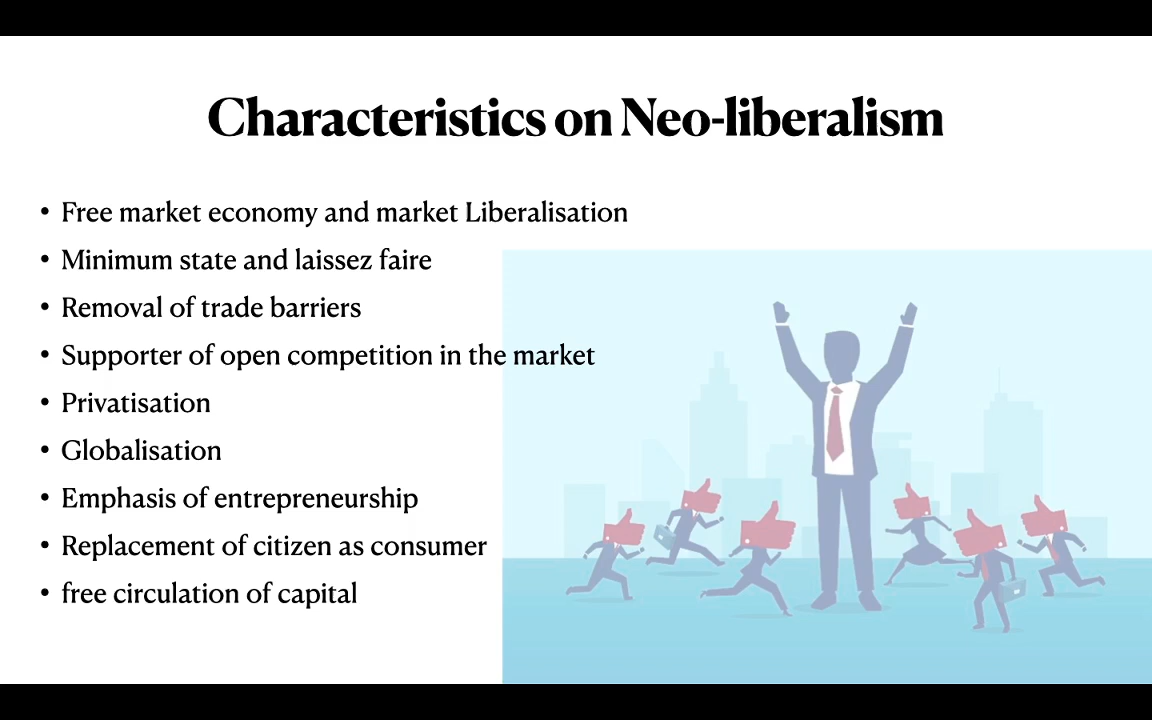 Characteristics on Neo-liberalism
• Free market economy and market Liberalisation
• Minimum state and laissez faire
• Removal of trade barriers
• Supporter of open competition in the market
• Privatisation
• Globalisation
• Emphasis of entrepreneurship
• Replacement of citizen as consumer
• free circulation of capital